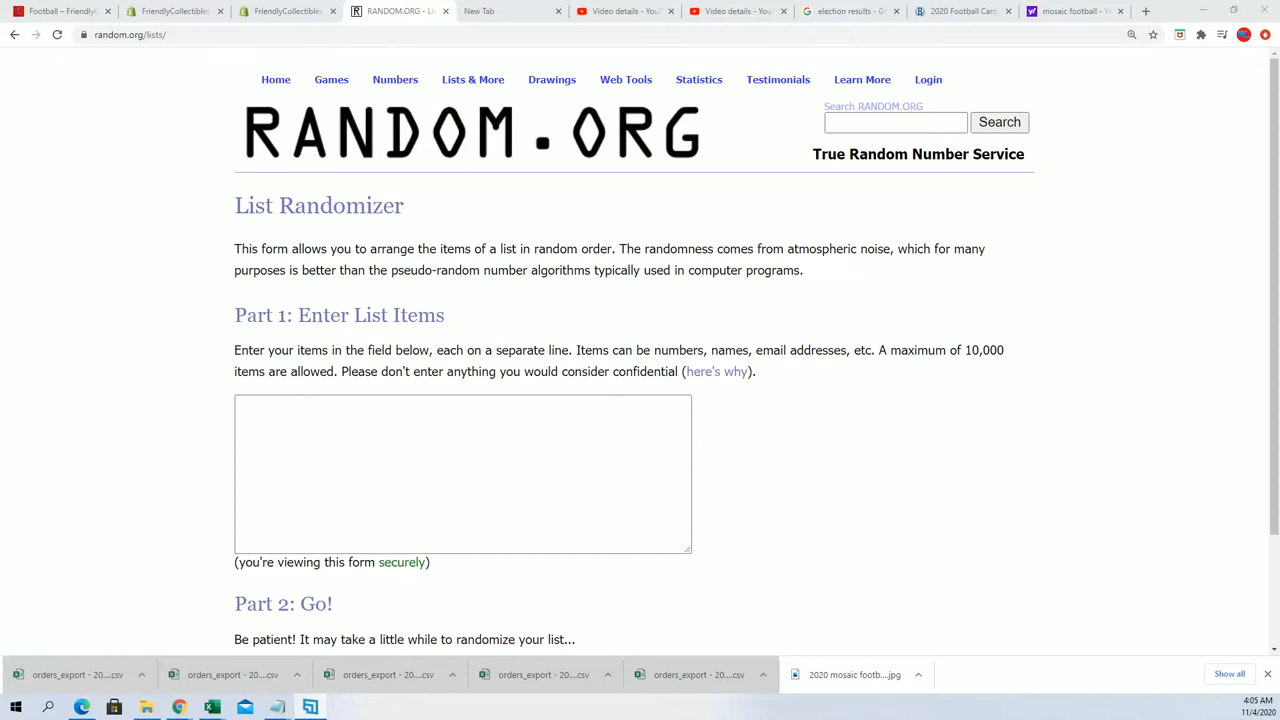 Football – FriendlyC
FriendlyCollectibles
FriendlyCollectibles
RANDOM.ORG - Li
New Tab
Video details - You
Video details - You
election results - G
2020 Football Card
mosaic football - Y
random.org/lists/
Home Games Numbers Lists & More Drawings Web Tools Statistics Testimonials Learn More Login
Search RANDOM.ORG
RANDOM.ORG
Search
True Random Number Service
List Randomizer
This form allows you to arrange the items of a list in random order. The randomness comes from atmospheric noise, which for many
purposes is better than the pseudo-random number algorithms typically used in computer programs.
Part 1: Enter List Items
Enter your items in the field below, each on a separate line. Items can be numbers, names, email addresses, etc. A maximum of 10,000
items are allowed. Please don't enter anything you would consider confidential (here's why).
(you're viewing this form securely)
Part 2: Go!
Be patient! It may take a little while to randomize your list...
orders_export - 20....csv
orders_export - 20....csv
orders_export - 20....csv
orders_export - 20....csv
orders_export - 20....csv
2020 mosaic footb....jpg
Show all
4:05 AM
11/4/2020